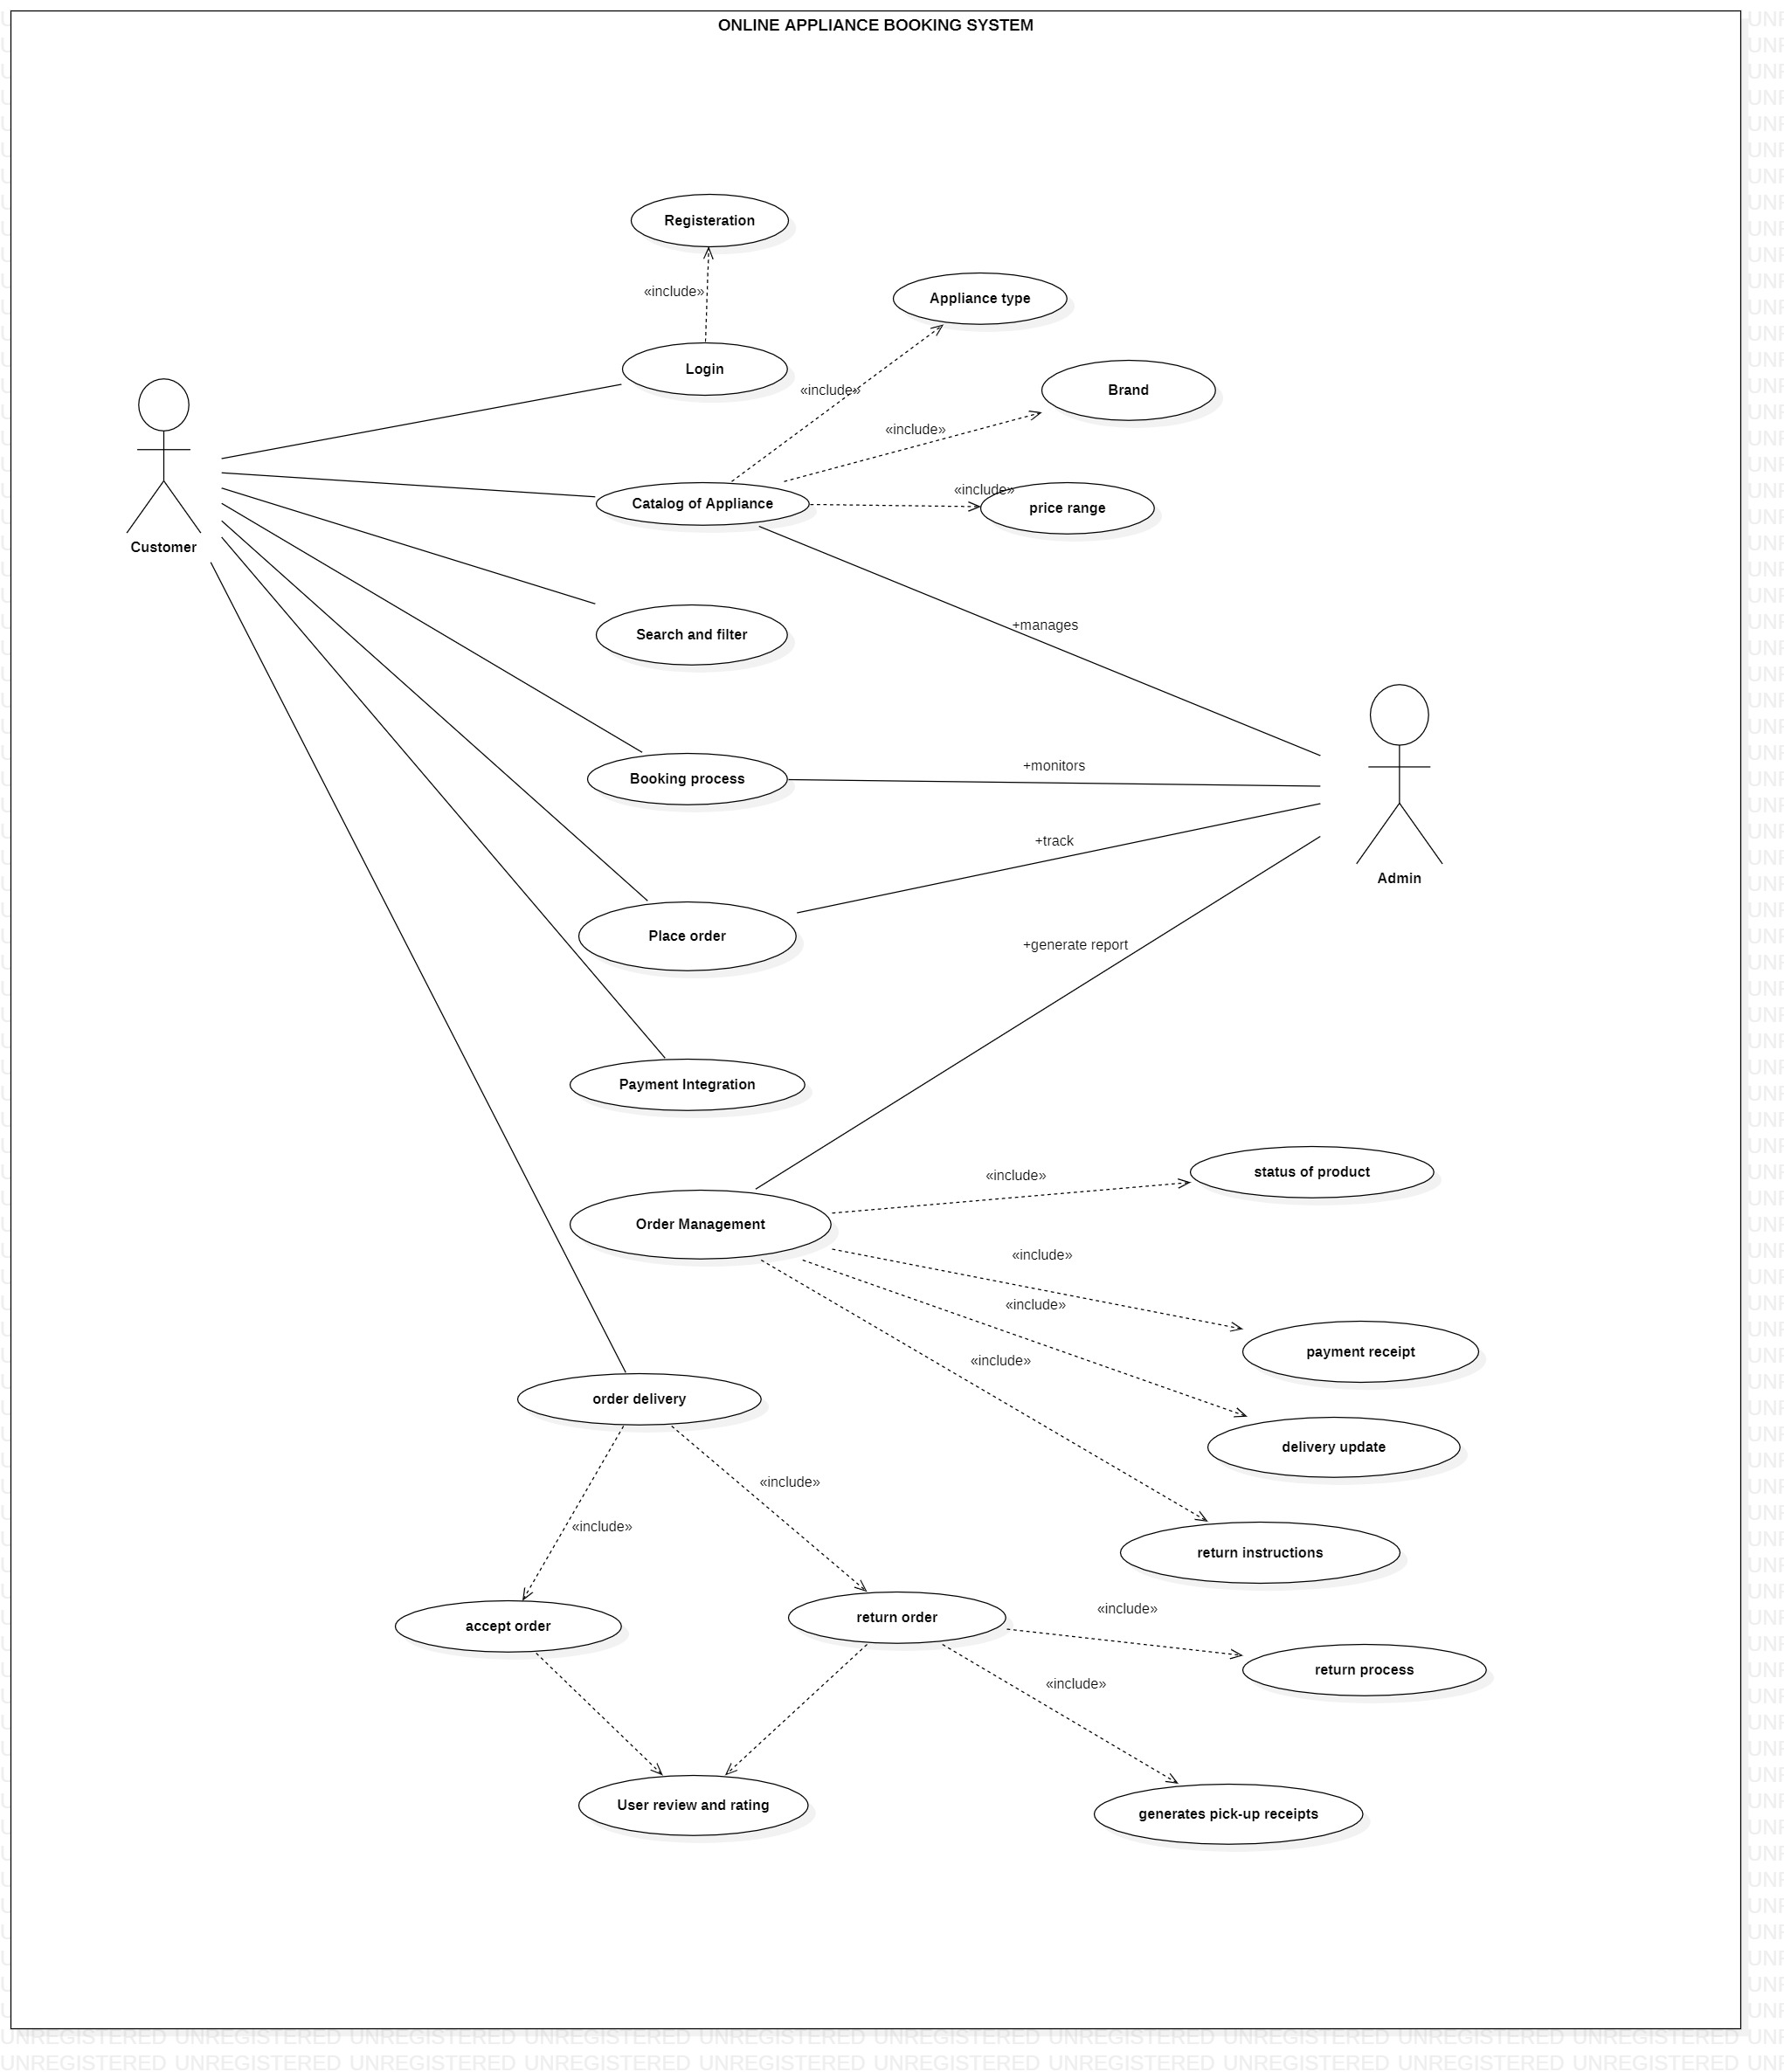 ONLINE APPLIANCE BOOKING SYSTEM
Registeration
«include»
Appliance type
Login
«include»
Brand
«include»
«include»
Catalog of Appliance
price range
Customer
+manages
Search and filter
+monitors
Booking process
+track
Admin
Place order
+generate report
Payment Integration
status of product
«include»
Order Management
«include»
«include»
payment receipt
«include»
order delivery
delivery update
«include»
«include»
return instructions
«include»
return order
accept order
return process
«include»
User review and rating
generates pick-up receipts
UNREGISTERED UNREGISTERED UNREGISTERED UNREGISTERED UNREGISTERED UNREGISTERED UNREGISTERED UNREGISTERED UNREGISTERED UNREGISTERED
UNREGISTERED UNREGISTERED UNREGISTERED UNREGISTERED UNREGISTERED UNREGISTERED UNREGISTERED UNREGISTERED UNREGISTERED UNREGISTERED